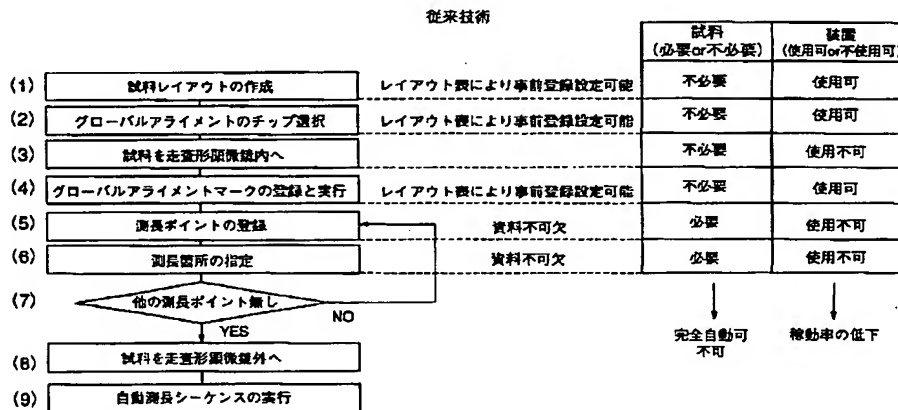 従来技術
試料
(必要or不必要)
装置
(使用可or不使用可)
(1) 試料レイアウトの作成 レイアウト表により事前登録設定可能 不必要 使用可
(2) グローバルアライメントのチップ選択 レイアウト表により事前登録設定可能 不必要 使用可
(3) 試料を走査形顕微鏡内へ 不必要 使用不可
(4) グローバルアライメントマークの登録と実行 レイアウト表により事前登録設定可能 不必要 使用可
(5) 測長ポイントの登録 資料不可欠 必要 使用不可
(6) 測長箇所の指定 資料不可欠 必要 使用不可
(7) 他の測長ポイント無し NO
YES
完全自動可
不可
稼動率の低下
(8) 試料を走査形顕微鏡外へ
(9) 自動測長シーケンスの実行